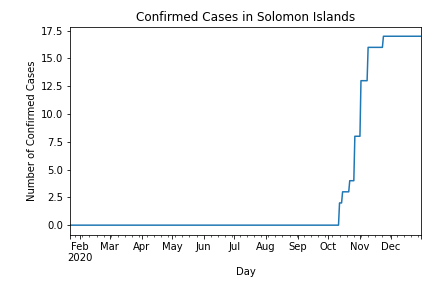 Confirmed Cases in Solomon Islands
Number of Confirmed Cases
17.5
15.0
12.5
10.0
7.5
5.0
2.5
0.0
Feb Mar Apr May Jun Jul Aug Sep Oct Nov Dec
2020
Day